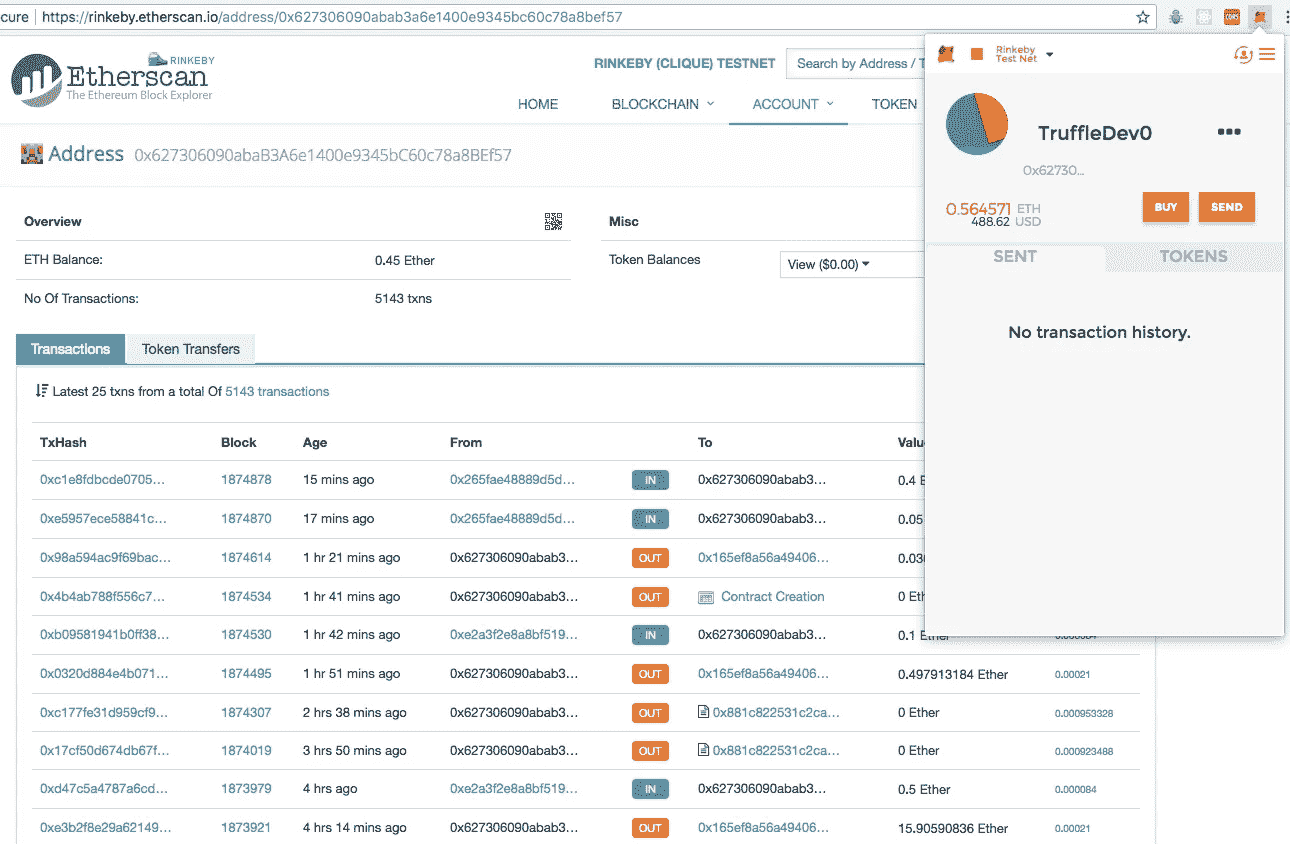 cure | https://rinkeby.etherscan.io/address/0x627306090abab3a6e1400e9345bc60c78a8bef57
RINKEBY
Etherscan
The Ethereum Block Explorer
RINKEBY (CLIQUE) TESTNET
Search by Address / T
HOME BLOCKCHAIN ACCOUNT TOKEN
Address 0x627306090abaB3A6e1400e9345bC60c78a8BEf57
Overview
ETH Balance: 0.45 Ether
No Of Transactions: 5143 txns
Misc
Token Balances View ($0.00)
Transactions Token Transfers
Latest 25 txns from a total Of 5143 transactions
TxHash Block Age From To Valu
0xc1e8fdbcde0705... 1874878 15 mins ago 0x265fae48889d5d... IN 0x627306090abab3... 0.4 E
0xe5957ece58841c... 1874870 17 mins ago 0x265fae48889d5d... IN 0x627306090abab3... 0.05
0x98a594ac9f69bac... 1874614 1 hr 21 mins ago 0x627306090abab3... OUT 0x165ef8a56a49406... 0.03
0x4b4ab788f556c7... 1874534 1 hr 41 mins ago 0x627306090abab3... OUT Contract Creation 0 Eth
0xb09581941b0ff38... 1874530 1 hr 42 mins ago 0xe2a3f2e8a8bf519... IN 0x627306090abab3... 0.1 Ether
0x0320d884e4b071... 1874495 1 hr 51 mins ago 0x627306090abab3... OUT 0x165ef8a56a49406... 0.497913184 Ether 0.00021
0xc177fe31d959cf9... 1874307 2 hrs 38 mins ago 0x627306090abab3... OUT 0x881c822531c2ca... 0 Ether 0.000953328
0x17cf50d674db67f... 1874019 3 hrs 50 mins ago 0x627306090abab3... OUT 0x881c822531c2ca... 0 Ether 0.000923488
0xd47c5a4787a6cd... 1873979 4 hrs ago 0xe2a3f2e8a8bf519... IN 0x627306090abab3... 0.5 Ether 0.000084
0xe3b2f8e29a62149... 1873921 4 hrs 14 mins ago 0x627306090abab3... OUT 0x165ef8a56a49406... 15.90590836 Ether 0.00021
CORS
Rinkeby
Test Net
TruffleDev0
0x62730...
0.564571 ETH
488.62 USD
BUY SEND
SENT TOKENS
No transaction history.